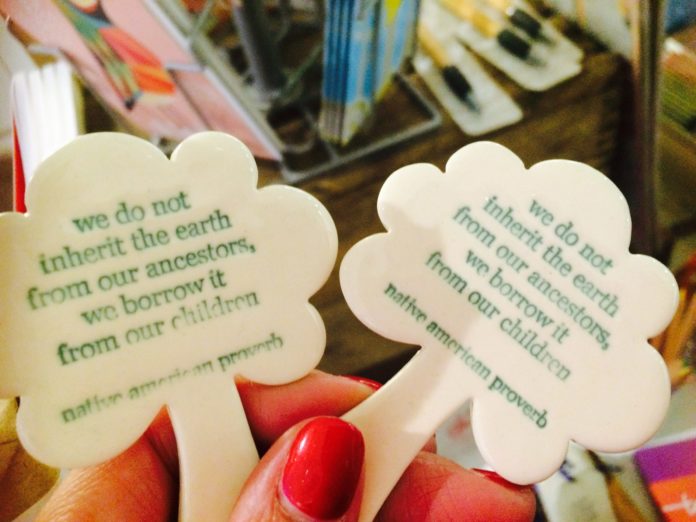 we do not
inherit the earth
from our ancestors,
we borrow it
from our children
native american proverb
we do not
inherit the earth
from our ancestors,
we borrow it
from our children
native american proverb